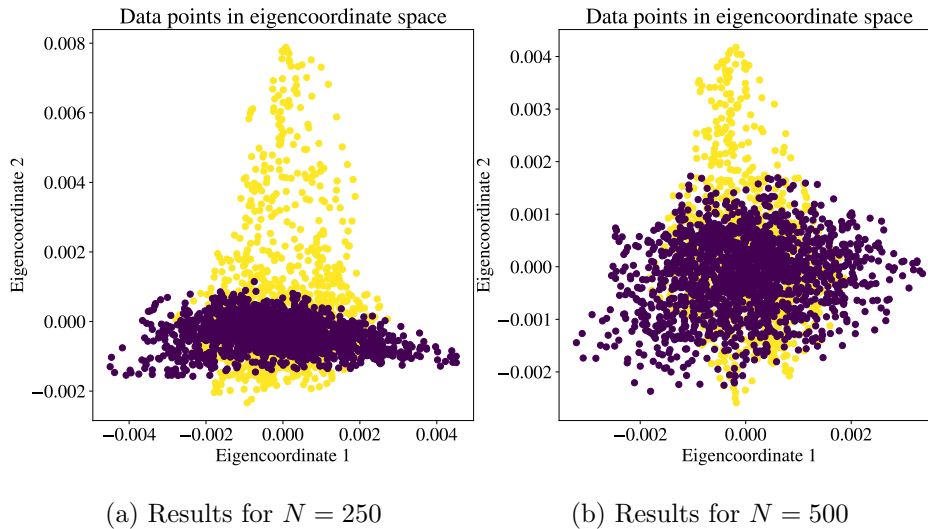 Data points in eigencoordinate space
0.008
0.006
0.004
0.002
0.000
−0.002
Eigencoordinate 2
−0.004 −0.002 0.000 0.002 0.004
Eigencoordinate 1
(a) Results for N = 250
Data points in eigencoordinate space
0.004
0.003
0.002
0.001
0.000
−0.001
−0.002
Eigencoordinate 2
−0.002 0.000 0.002
Eigencoordinate 1
(b) Results for N = 500